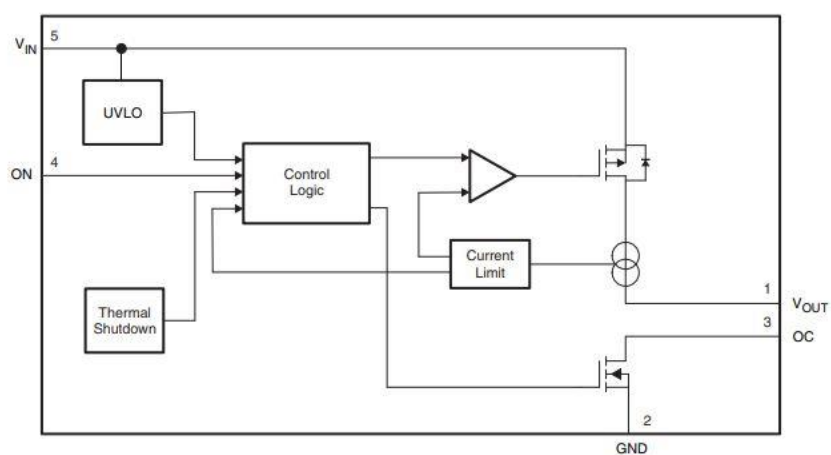 5
VIN
UVLO
4
ON
Control
Logic
Current
Limit
Thermal
Shutdown
1
VOUT
3
OC
2
GND